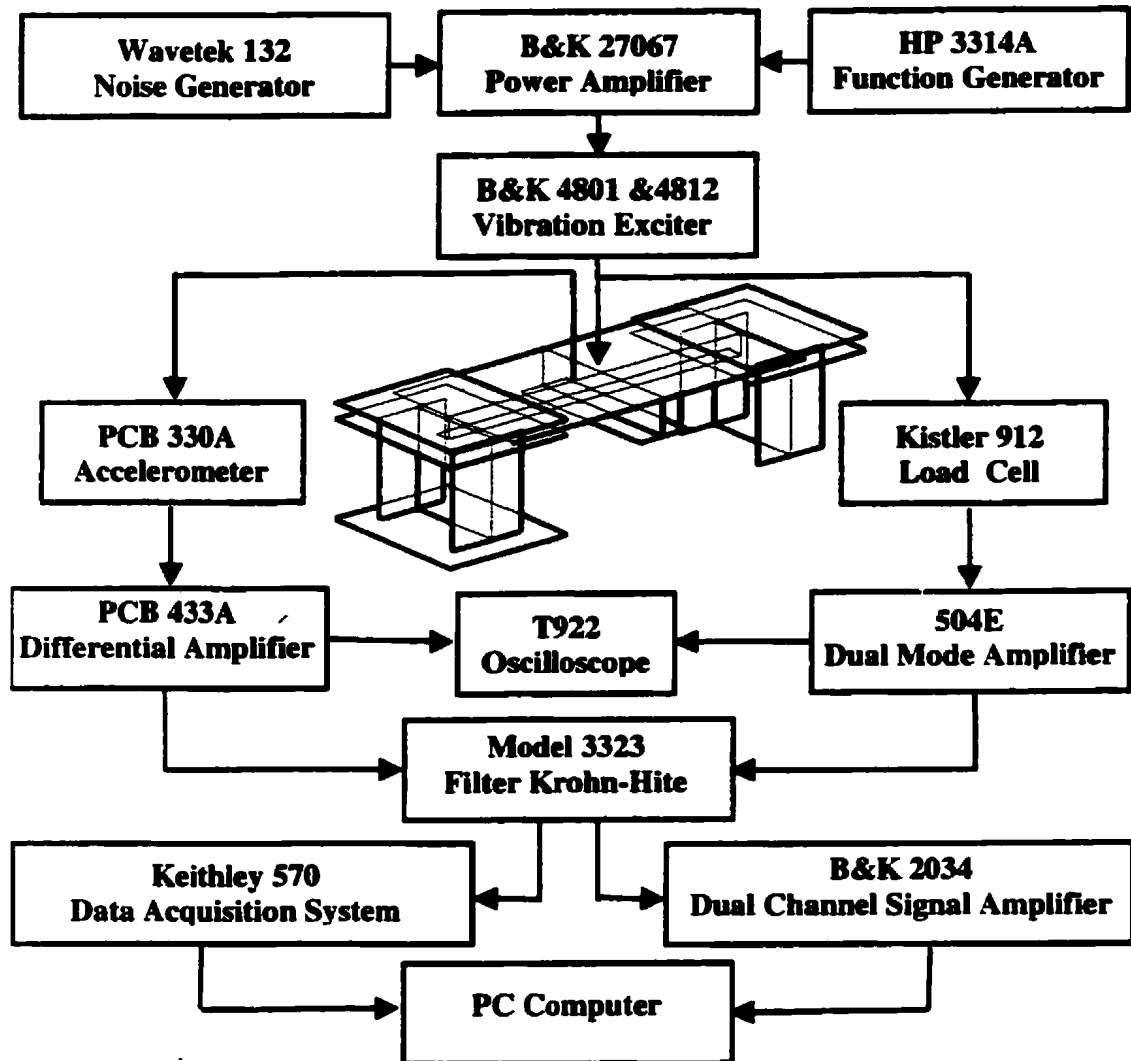 Wavetek 132
Noise Generator
B&K 27067
Power Amplifier
HP 3314A
Function Generator
B&K 4801 &4812
Vibration Exciter
PCB 330A
Accelerometer
Kistler 912
Load Cell
PCB 433A
Differential Amplifier
T922
Oscilloscope
504E
Dual Mode Amplifier
Model 3323
Filter Krohn-Hite
Keithley 570
Data Acquisition System
B&K 2034
Dual Channel Signal Amplifier
PC Computer